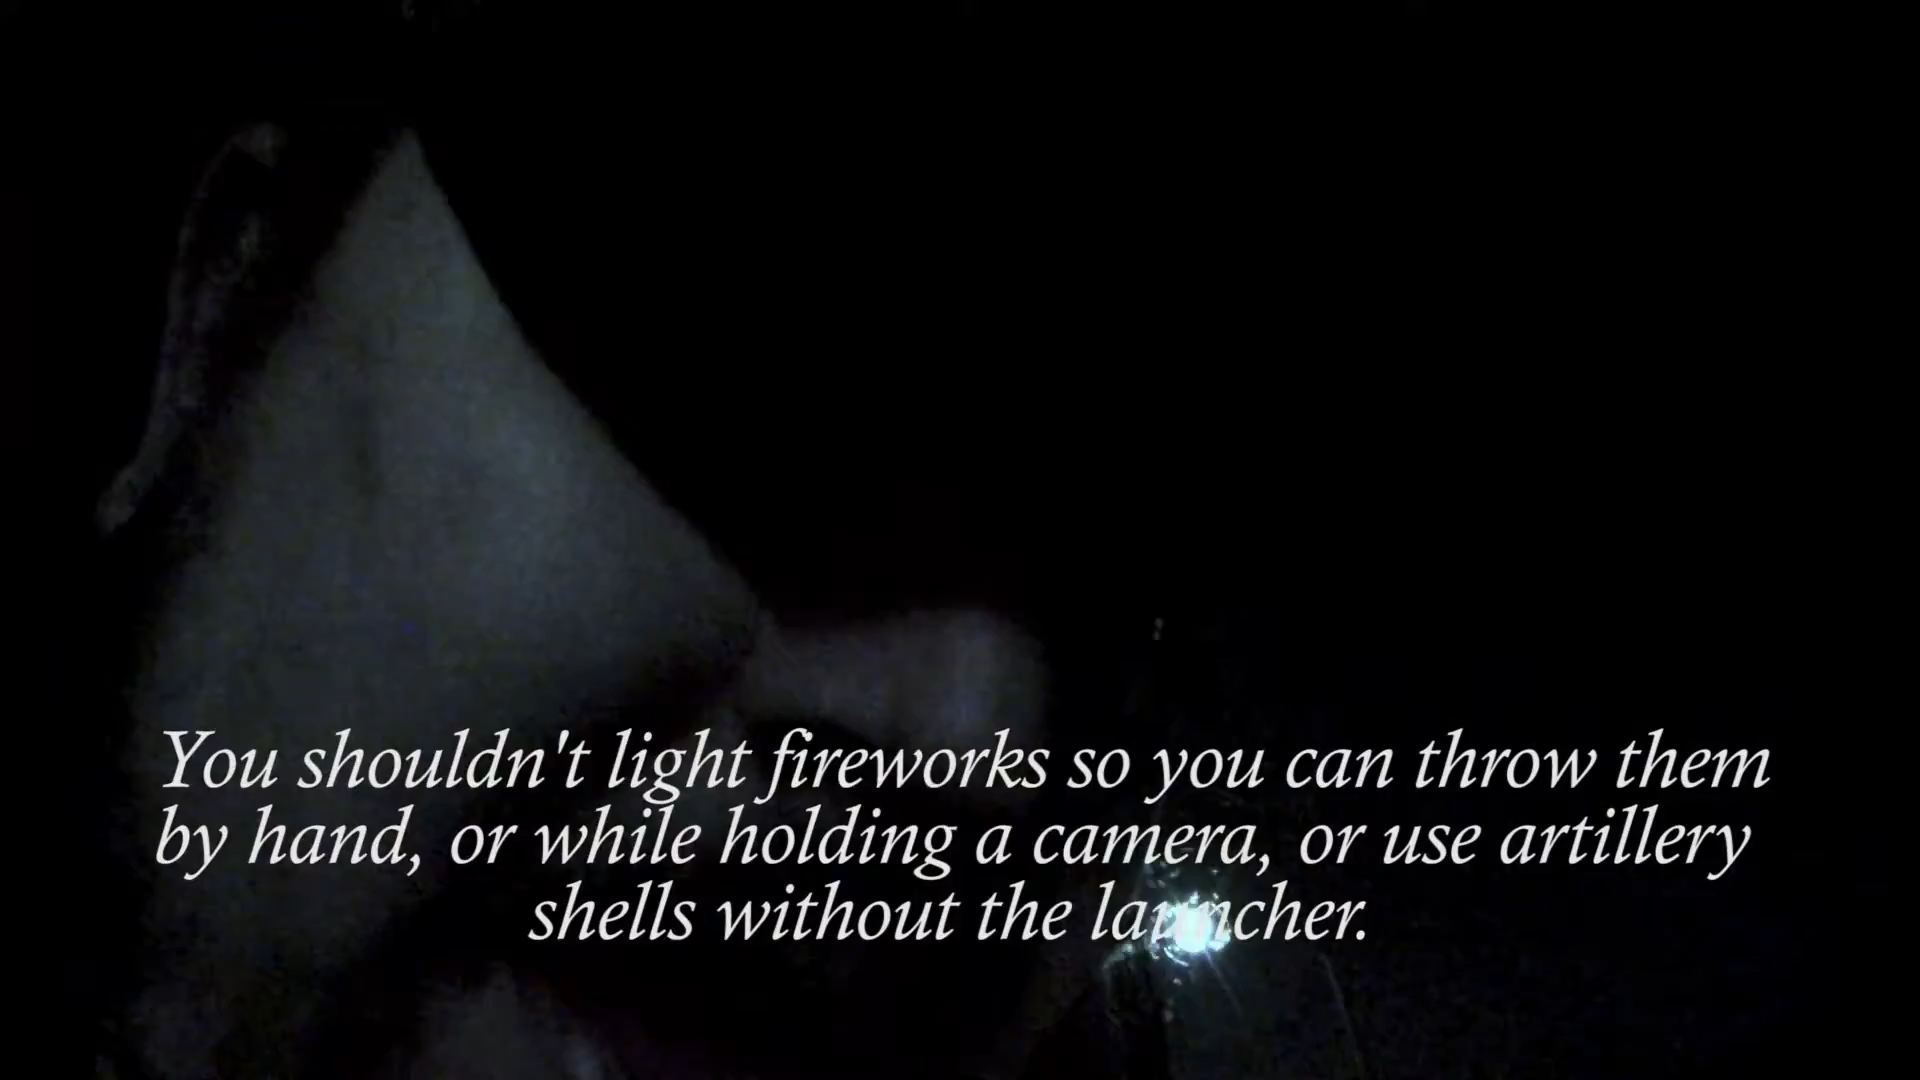 You shouldn't light fireworks so you can throw them
by hand, or while holding a camera, or use artillery
shells without the launcher.